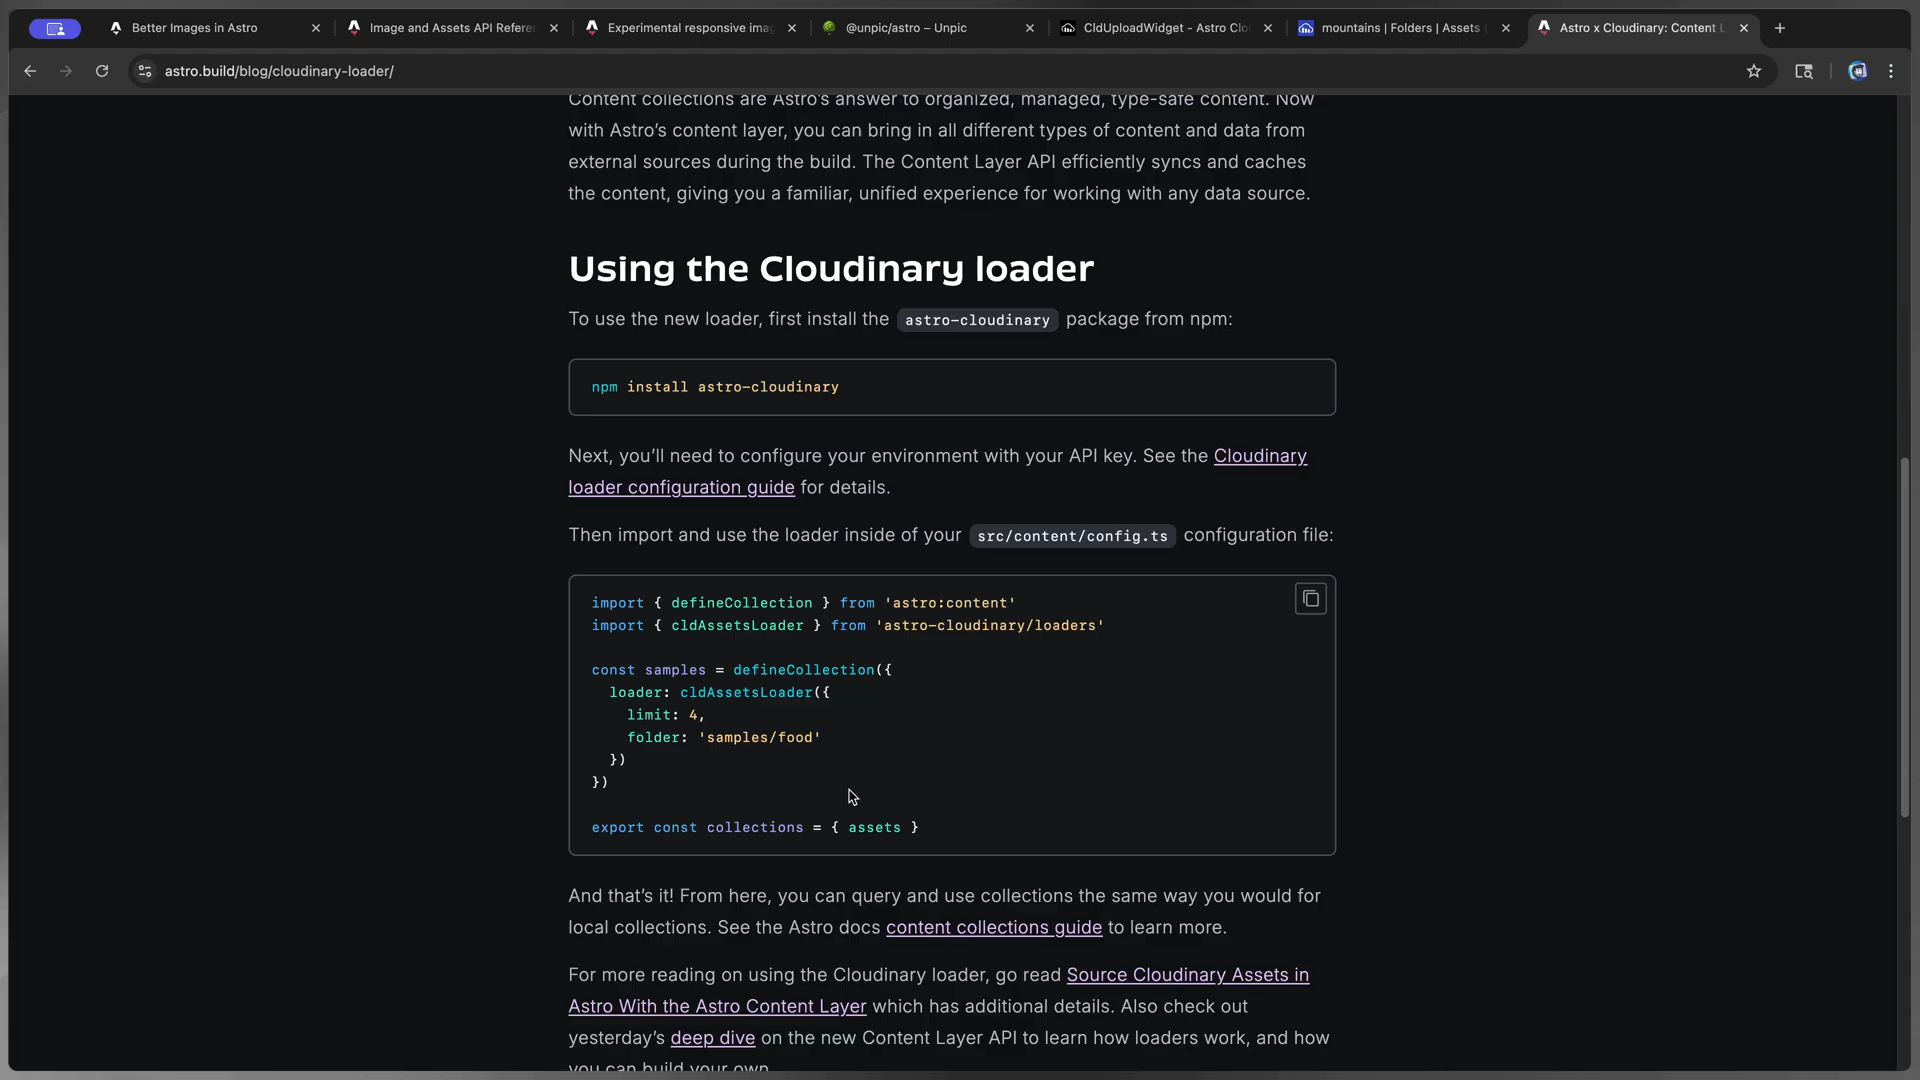 Better Images in Astro
Image and Assets API Referen
Experimental responsive imag
@unpic/astro – Unpic
CldUploadWidget - Astro Clo
mountains | Folders | Assets (
Astro x Cloudinary: Content L
astro.build/blog/cloudinary-loader/
Content collections are Astro's answer to organized, managed, type-safe content. Now
with Astro's content layer, you can bring in all different types of content and data from
external sources during the build. The Content Layer API efficiently syncs and caches
the content, giving you a familiar, unified experience for working with any data source.
Using the Cloudinary loader
To use the new loader, first install the astro-cloudinary package from npm:
npm install astro-cloudinary
Next, you'll need to configure your environment with your API key. See the Cloudinary
loader configuration guide for details.
Then import and use the loader inside of your src/content/config.ts configuration file:
import { defineCollection } from 'astro:content'
import { cldAssetsLoader } from 'astro-cloudinary/loaders'
const samples = defineCollection({
loader: cldAssetsLoader({
limit: 4,
folder: 'samples/food'
})
})
export const collections = { assets }
And that's it! From here, you can query and use collections the same way you would for
local collections. See the Astro docs content collections guide to learn more.
For more reading on using the Cloudinary loader, go read Source Cloudinary Assets in
Astro With the Astro Content Layer which has additional details. Also check out
yesterday's deep dive on the new Content Layer API to learn how loaders work, and how
you can build your own.